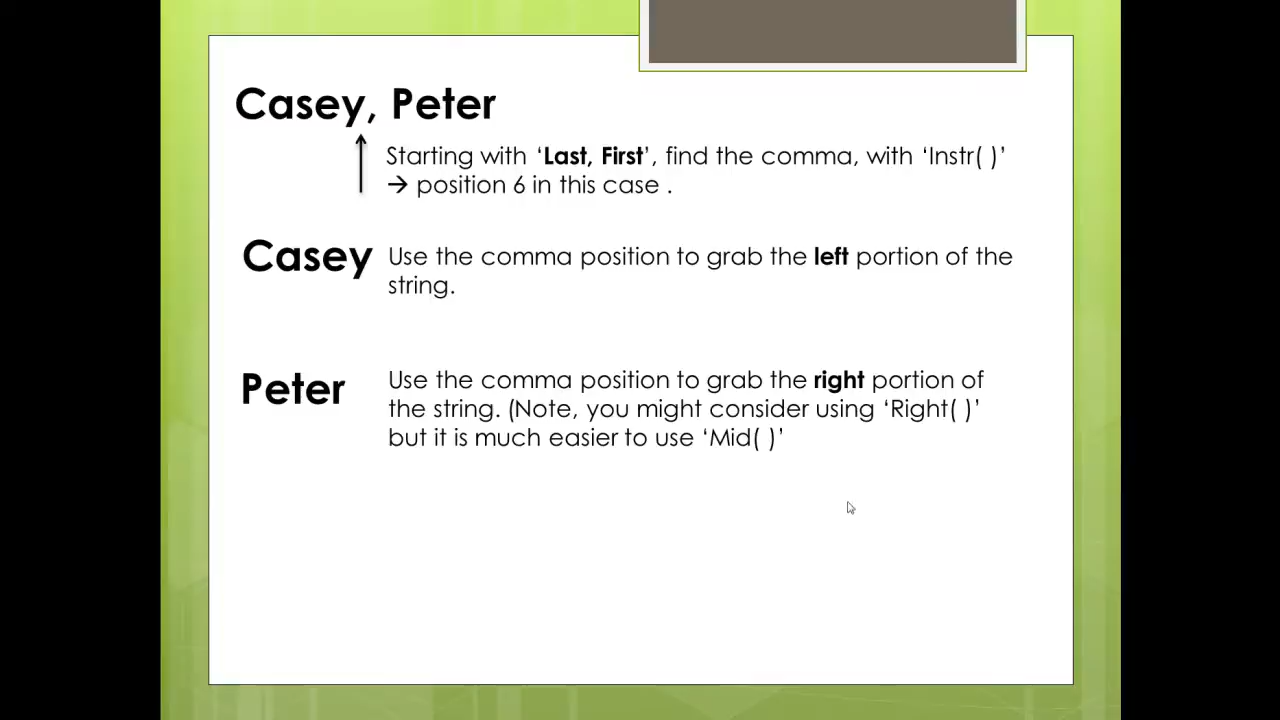 Casey, Peter
Starting with ‘Last, First’, find the comma, with ‘Instr( )’
→ position 6 in this case .
Casey
Use the comma position to grab the left portion of the
string.
Peter
Use the comma position to grab the right portion of
the string. (Note, you might consider using ‘Right( )’
but it is much easier to use ‘Mid( )’